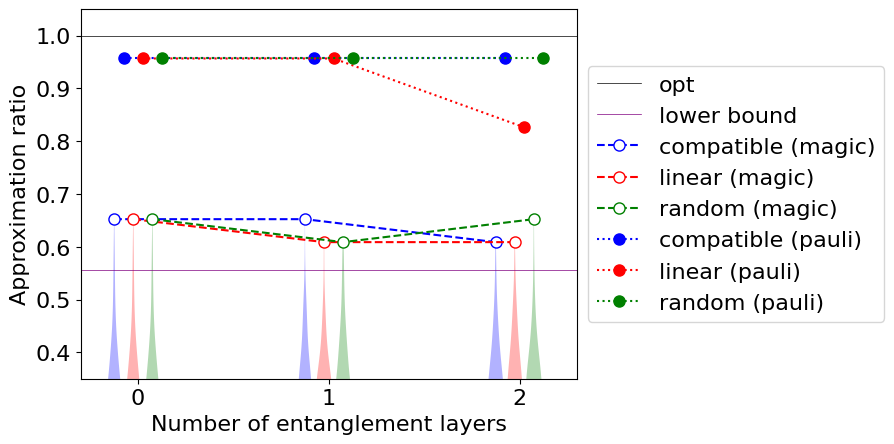 1.0
0.9
0.8
0.7
0.6
0.5
0.4
Approximation ratio
0 1 2
Number of entanglement layers
opt
lower bound
compatible (magic)
linear (magic)
random (magic)
compatible (pauli)
linear (pauli)
random (pauli)